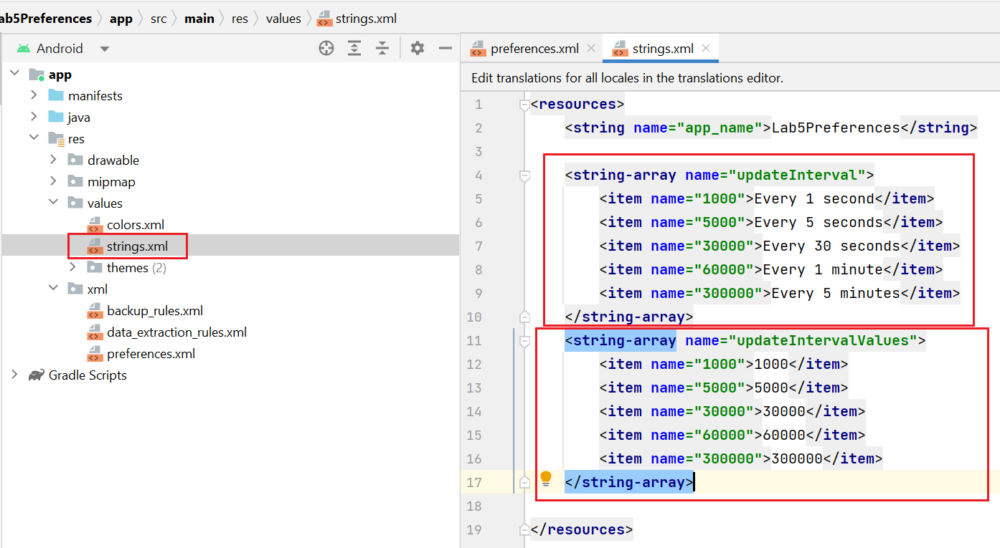 ab5Preferences app src main res values strings.xml
Android
app
manifests
java
res
drawable
mipmap
values
colors.xml
strings.xml
themes (2)
xml
backup_rules.xml
data_extraction_rules.xml
preferences.xml
Gradle Scripts
preferences.xml strings.xml
Edit translations for all locales in the translations editor.
1 <resources>
2 <string name="app_name">Lab5Preferences</string>
3
4 <string-array name="updateInterval">
5 <item name="1000">Every 1 second</item>
6 <item name="5000">Every 5 seconds</item>
7 <item name="30000">Every 30 seconds</item>
8 <item name="60000">Every 1 minute</item>
9 <item name="300000">Every 5 minutes</item>
10 </string-array>
11 <string-array name="updateIntervalValues">
12 <item name="1000">1000</item>
13 <item name="5000">5000</item>
14 <item name="30000">30000</item>
15 <item name="60000">60000</item>
16 <item name="300000">300000</item>
17 </string-array>
18
19 </resources>